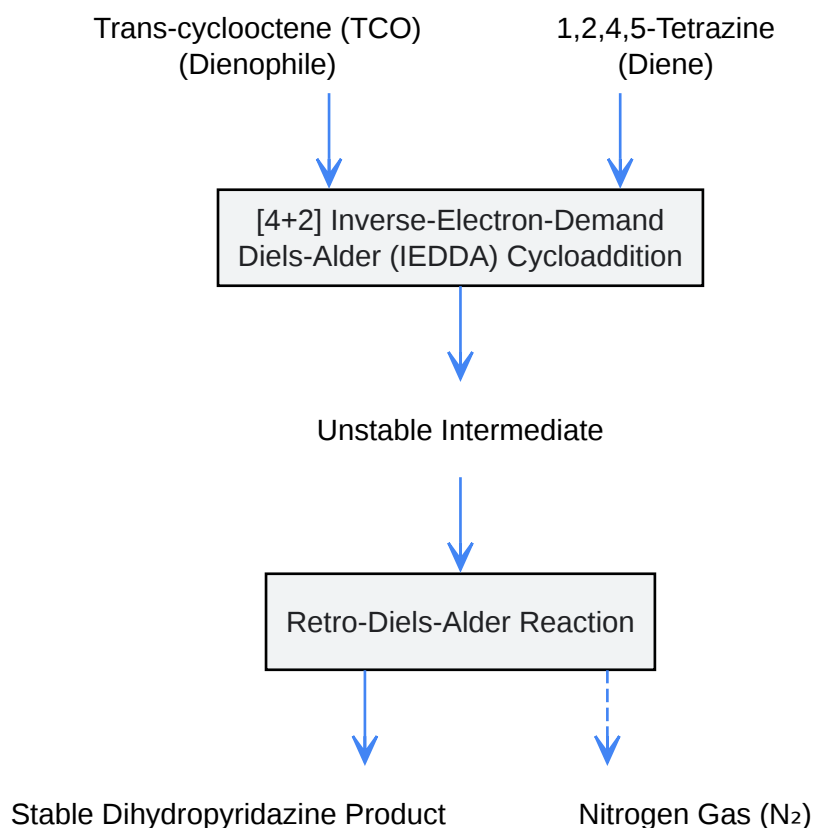 Trans-cyclooctene (TCO)
(Dienophile)
1,2,4,5-Tetrazine
(Diene)
[4+2] Inverse-Electron-Demand
Diels-Alder (IEDDA) Cycloaddition
Unstable Intermediate
Retro-Diels-Alder Reaction
Stable Dihydropyridazine Product
Nitrogen Gas (N₂)